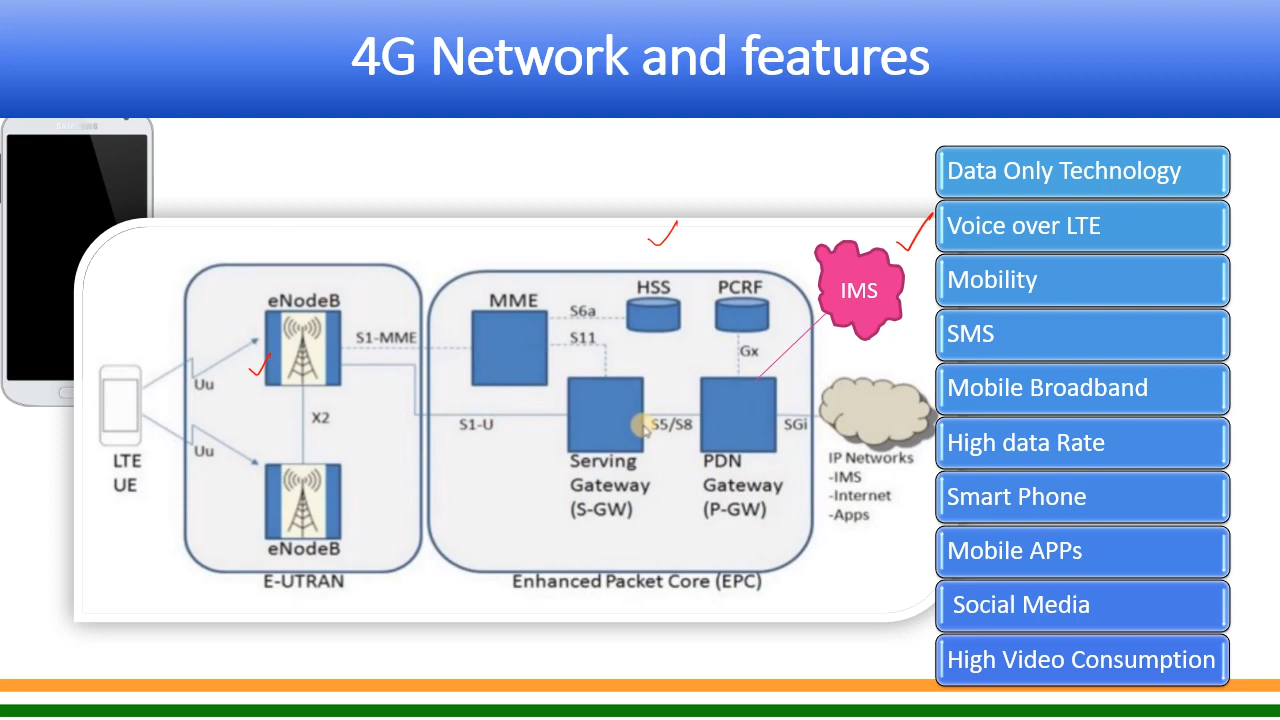 4G Network and features
Data Only Technology
Voice over LTE
Mobility
SMS
Mobile Broadband
High data Rate
Smart Phone
Mobile APPs
Social Media
High Video Consumption
eNodeB
S1-MME
MME
HSS
PCRF
IMS
S6a
S11
Gx
Uu
X2
Uu
S1-U
S5/S8
SGi
LTE
UE
Serving
Gateway
(S-GW)
PDN
Gateway
(P-GW)
IP Networks
-IMS
-Internet
-Apps
eNodeB
E-UTRAN
Enhanced Packet Core (EPC)